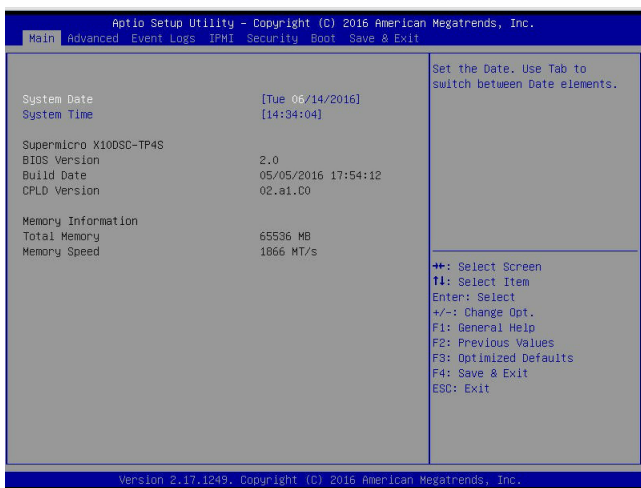 Aptio Setup Utility – Copyright (C) 2016 American Megatrends, Inc.
Main Advanced Event Logs IPMI Security Boot Save & Exit
System Date [Tue 06/14/2016]
System Time [14:34:04]
Supermicro X10DSC-TP4S
BIOS Version 2.0
Build Date 05/05/2016 17:54:12
CPLD Version 02.a1.C0
Memory Information
Total Memory 65536 MB
Memory Speed 1866 MT/s
Set the Date. Use Tab to
switch between Date elements.
→←: Select Screen
↑↓: Select Item
Enter: Select
+/-: Change Opt.
F1: General Help
F2: Previous Values
F3: Optimized Defaults
F4: Save & Exit
ESC: Exit
Version 2.17.1249. Copyright (C) 2016 American Megatrends, Inc.